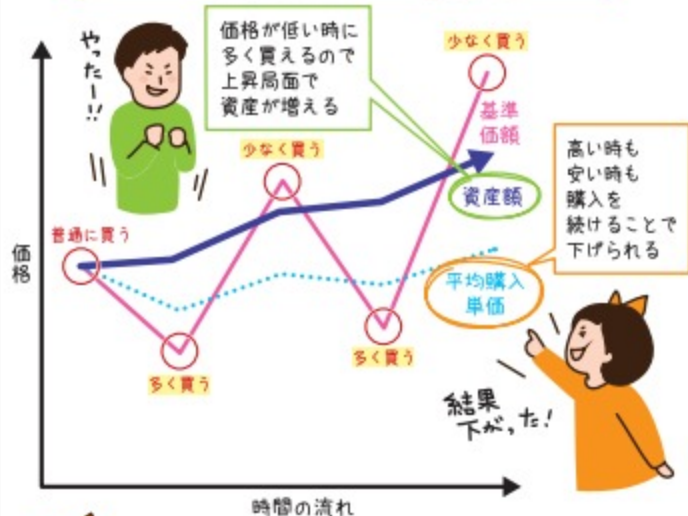 やったー!!
価格が低い時に
多く買えるので
上昇局面で
資産が増える
少なく買う
基準
価額
少なく買う
高い時も
安い時も
購入を
続けることで
下げられる
資産額
普通に買う
価格
平均購入
単価
多く買う
多く買う
結果
下がった!
時間の流れ